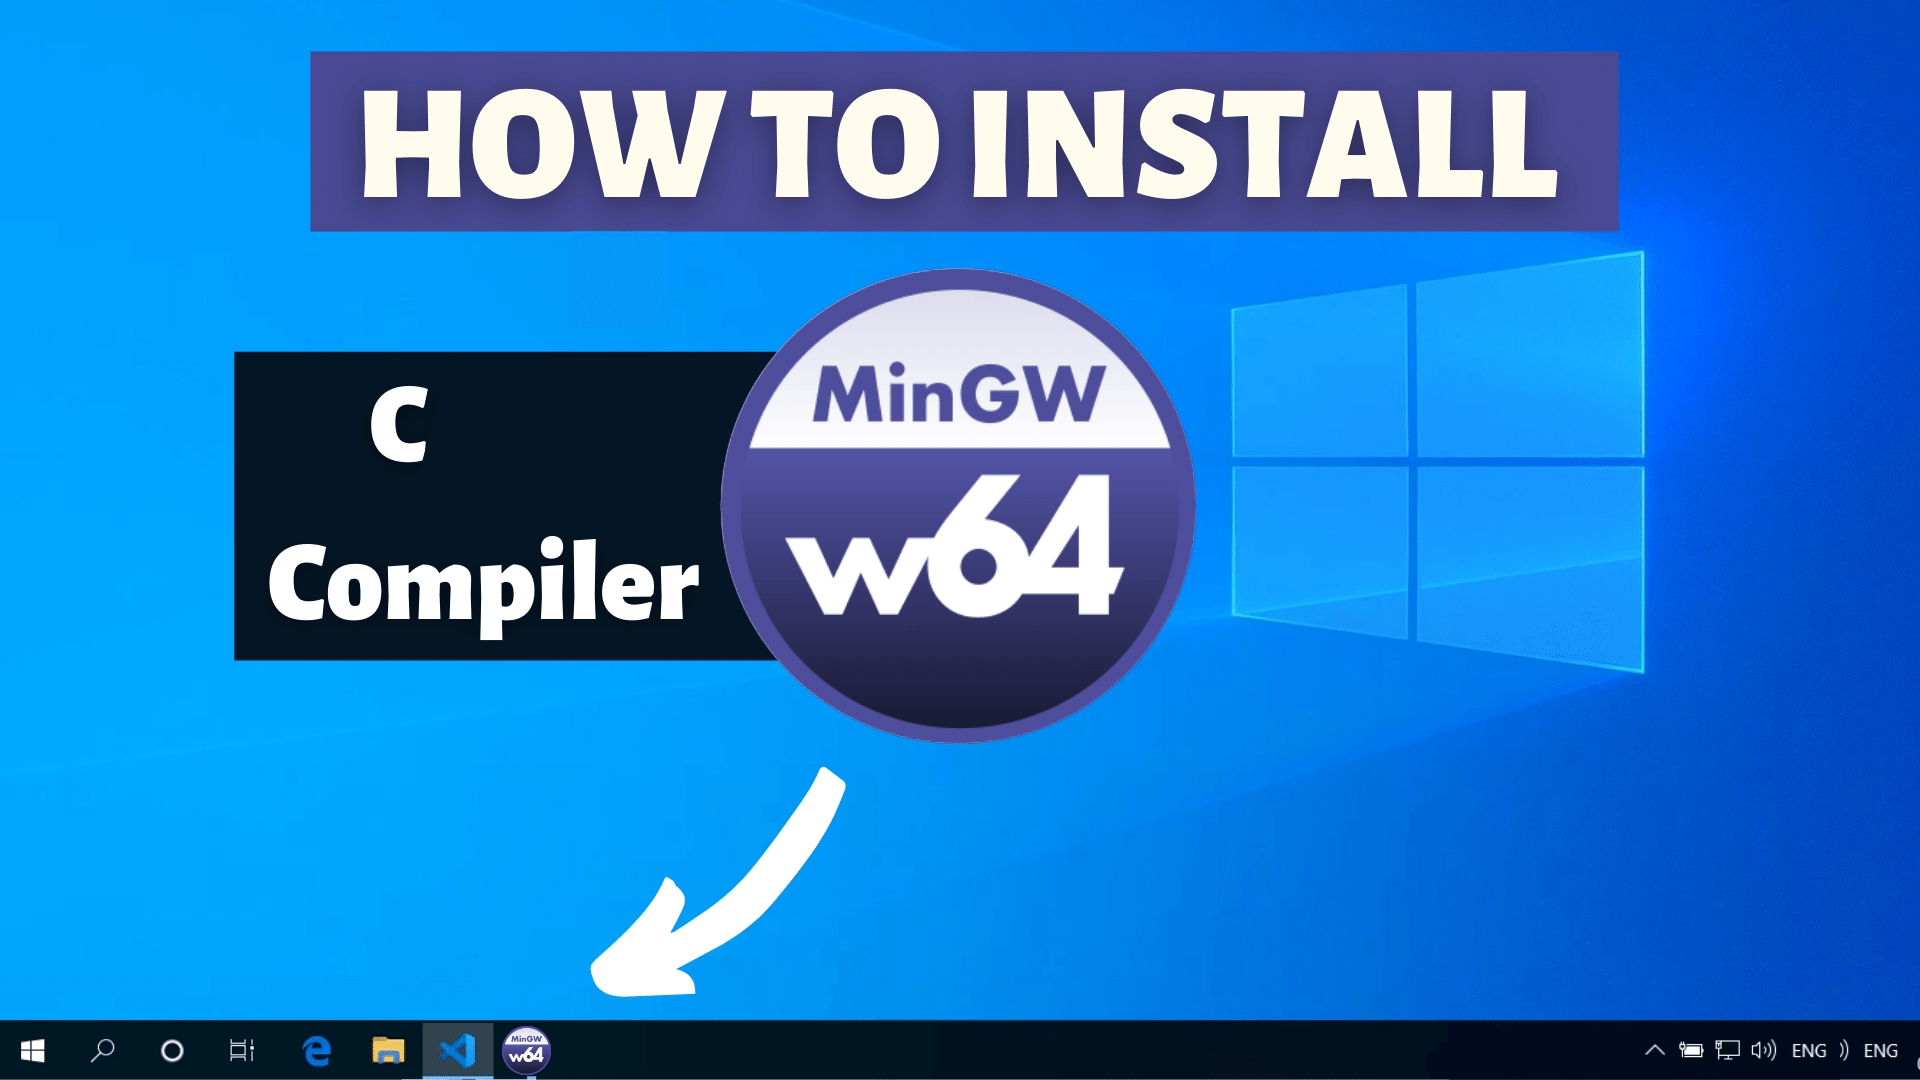 HOW TO INSTALL
C
Compiler
MinGW
w64
MinGW
w64
ENG
ENG